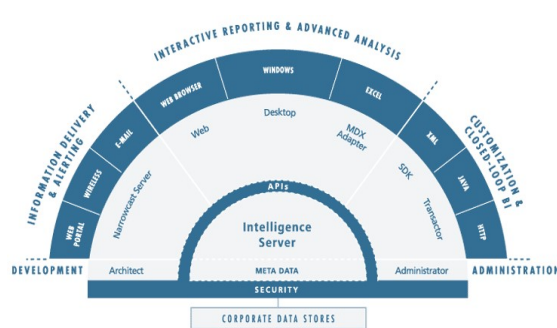 INTERACTIVE REPORTING & ADVANCED ANALYSIS
INFORMATION DELIVERY
& ALERTING
CUSTOMIZATION &
CLOSED-LOOP BI
WEB
PORTAL
WIRELESS
E-MAIL
WEB BROWSER
WINDOWS
EXCEL
XML
JAVA
HTTP
Narrowcast Server
Web
Desktop
MDX
Adapter
SDK
Transactor
APIs
Intelligence
Server
DEVELOPMENT
Architect
META DATA
Administrator
ADMINISTRATION
SECURITY
CORPORATE DATA STORES